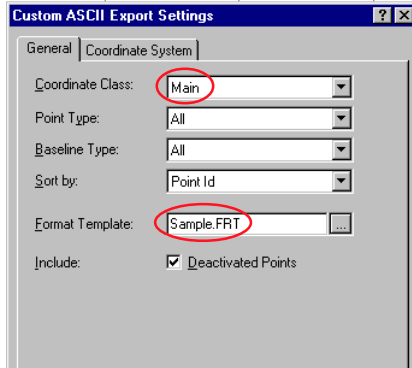 Custom ASCII Export Settings ? X
General Coordinate System
Coordinate Class: Main
Point Type: All
Baseline Type: All
Sort by: Point Id
Format Template: Sample.FRT ...
Include: Deactivated Points